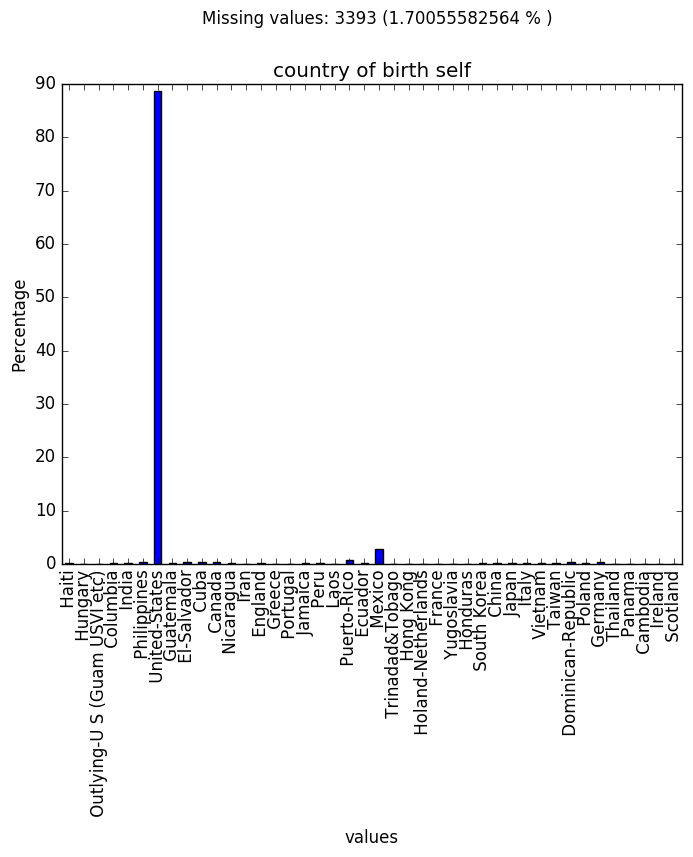 Missing values: 3393 (1.70055582564 % )
country of birth self
90
80
70
60
50
40
30
20
10
0
Percentage
Haiti
Hungary
Outlying-U S (Guam USVI etc)
Columbia
India
Philippines
United-States
Guatemala
El-Salvador
Cuba
Canada
Nicaragua
Iran
England
Greece
Portugal
Jamaica
Peru
Laos
Puerto-Rico
Ecuador
Mexico
Trinadad&Tobago
Hong Kong
Holand-Netherlands
France
Yugoslavia
Honduras
South Korea
China
Japan
Italy
Vietnam
Taiwan
Dominican-Republic
Poland
Germany
Thailand
Panama
Cambodia
Ireland
Scotland
values